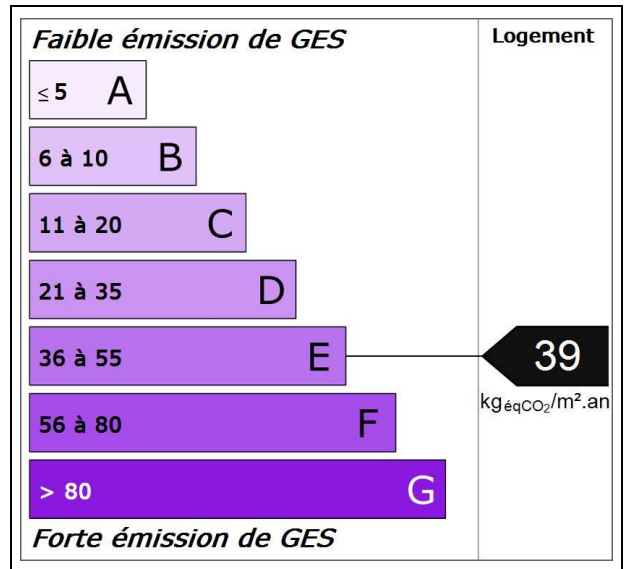 Faible émission de GES
Logement
≤ 5 A
6 à 10 B
11 à 20 C
21 à 35 D
36 à 55 E
39
kgéqCO₂/m².an
56 à 80 F
> 80 G
Forte émission de GES